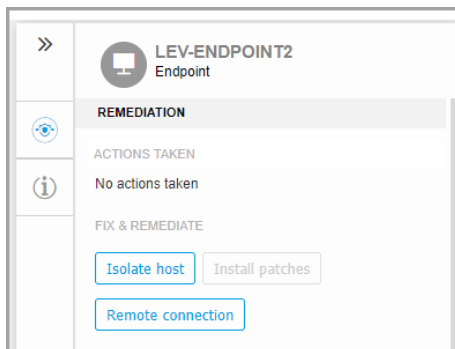 LEV-ENDPOINT2
Endpoint
REMEDIATION
ACTIONS TAKEN
No actions taken
FIX & REMEDIATE
Isolate host
Install patches
Remote connection